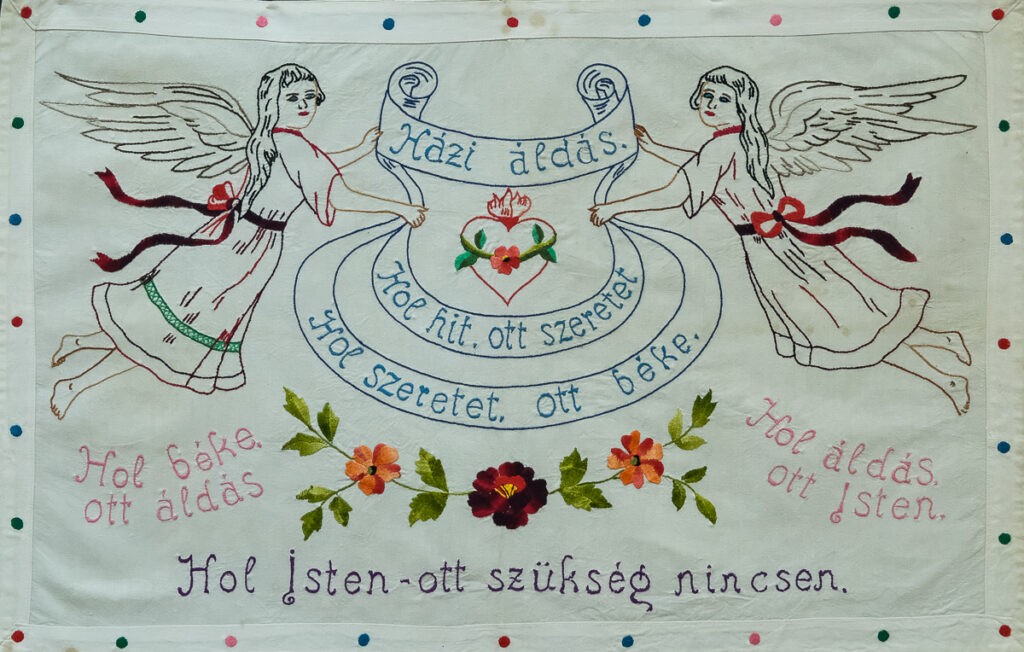 Házi áldás.
Hol hit. ott szeretet
Hol szeretet. ott béke.
Hol béke.
ott áldás
Hol áldás.
ott Isten.
Hol Isten-ott szükség nincsen.